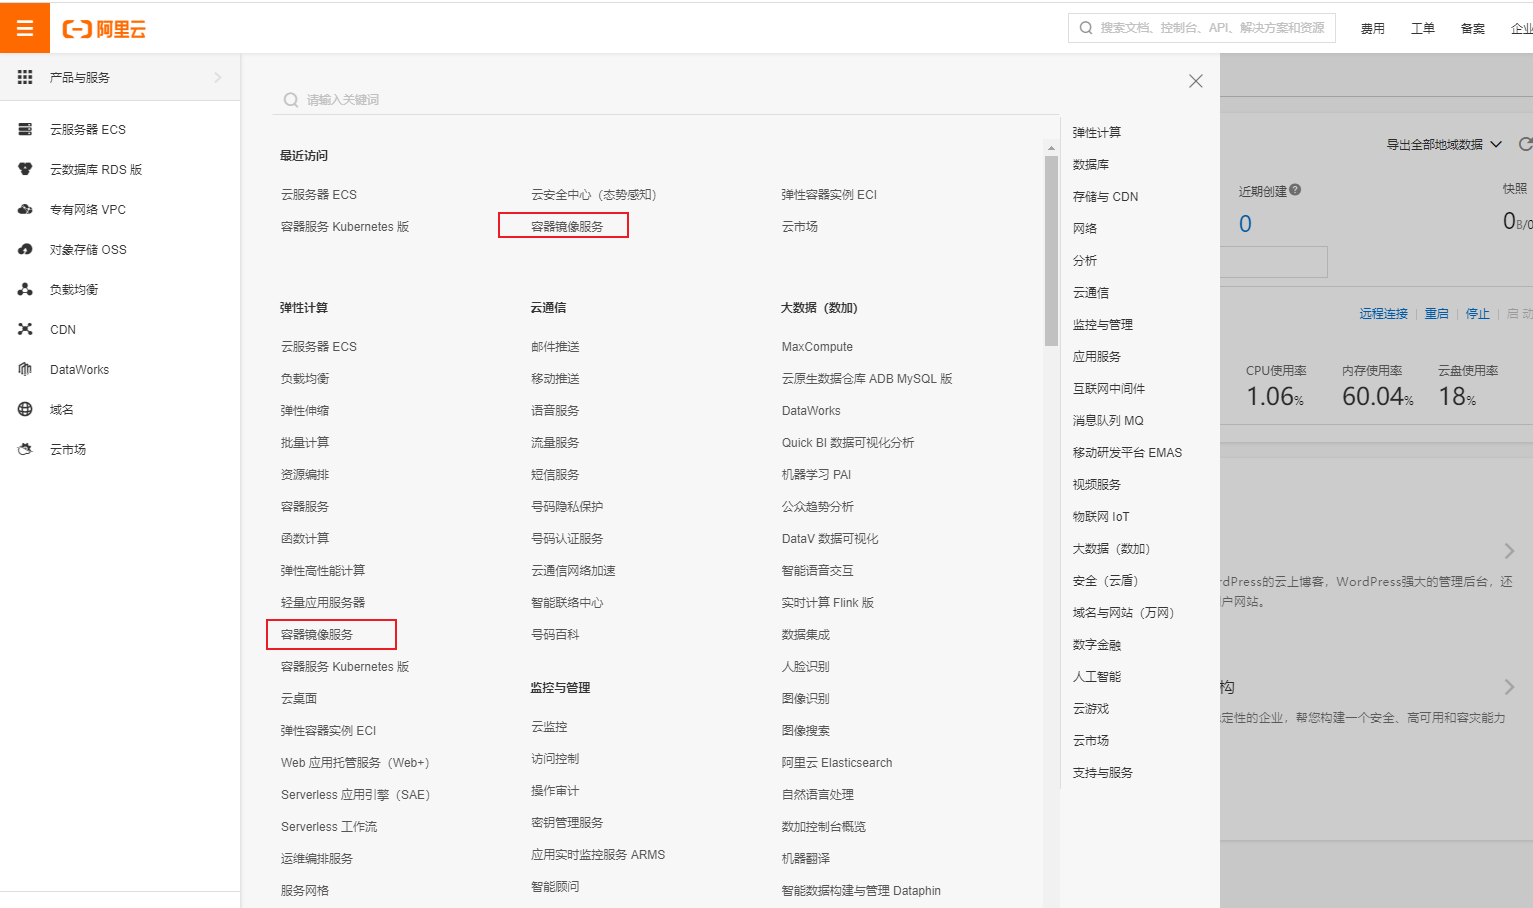 阿里云
搜索文档、控制台、API、解决方案和资源
费用
工单
备案
企业
产品与服务
云服务器 ECS
云数据库 RDS 版
专有网络 VPC
对象存储 OSS
负载均衡
CDN
DataWorks
域名
云市场
请输入关键词
最近访问
云服务器 ECS
云安全中心（态势感知）
弹性容器实例 ECI
容器服务 Kubernetes 版
容器镜像服务
云市场
弹性计算
云服务器 ECS
负载均衡
弹性伸缩
批量计算
资源编排
容器服务
函数计算
弹性高性能计算
轻量应用服务器
容器镜像服务
容器服务 Kubernetes 版
云桌面
弹性容器实例 ECI
Web 应用托管服务（Web+）
Serverless 应用引擎（SAE）
Serverless 工作流
运维编排服务
服务网格
云通信
邮件推送
移动推送
语音服务
流量服务
短信服务
号码隐私保护
号码认证服务
云通信网络加速
智能联络中心
号码百科
监控与管理
云监控
访问控制
操作审计
密钥管理服务
应用实时监控服务 ARMS
智能顾问
大数据（数加）
MaxCompute
云原生数据仓库 ADB MySQL 版
DataWorks
Quick BI 数据可视化分析
机器学习 PAI
公众趋势分析
DataV 数据可视化
智能语音交互
实时计算 Flink 版
数据集成
人脸识别
图像识别
图像搜索
阿里云 Elasticsearch
自然语言处理
数加控制台概览
机器翻译
智能数据构建与管理 Dataphin
弹性计算
数据库
存储与 CDN
网络
分析
云通信
监控与管理
应用服务
互联网中间件
消息队列 MQ
移动研发平台 EMAS
视频服务
物联网 IoT
大数据（数加）
安全（云盾）
域名与网站（万网）
数字金融
人工智能
云游戏
云市场
支持与服务
导出全部地域数据
近期创建
0
快照
0B/0
远程连接
重启
停止
启动
CPU使用率
内存使用率
云盘使用率
1.06%
60.04%
18%
rdPress的云上博客，WordPress强大的管理后台，还
户网站。
构
定性的企业，帮您构建一个安全、高可用和容灾能力